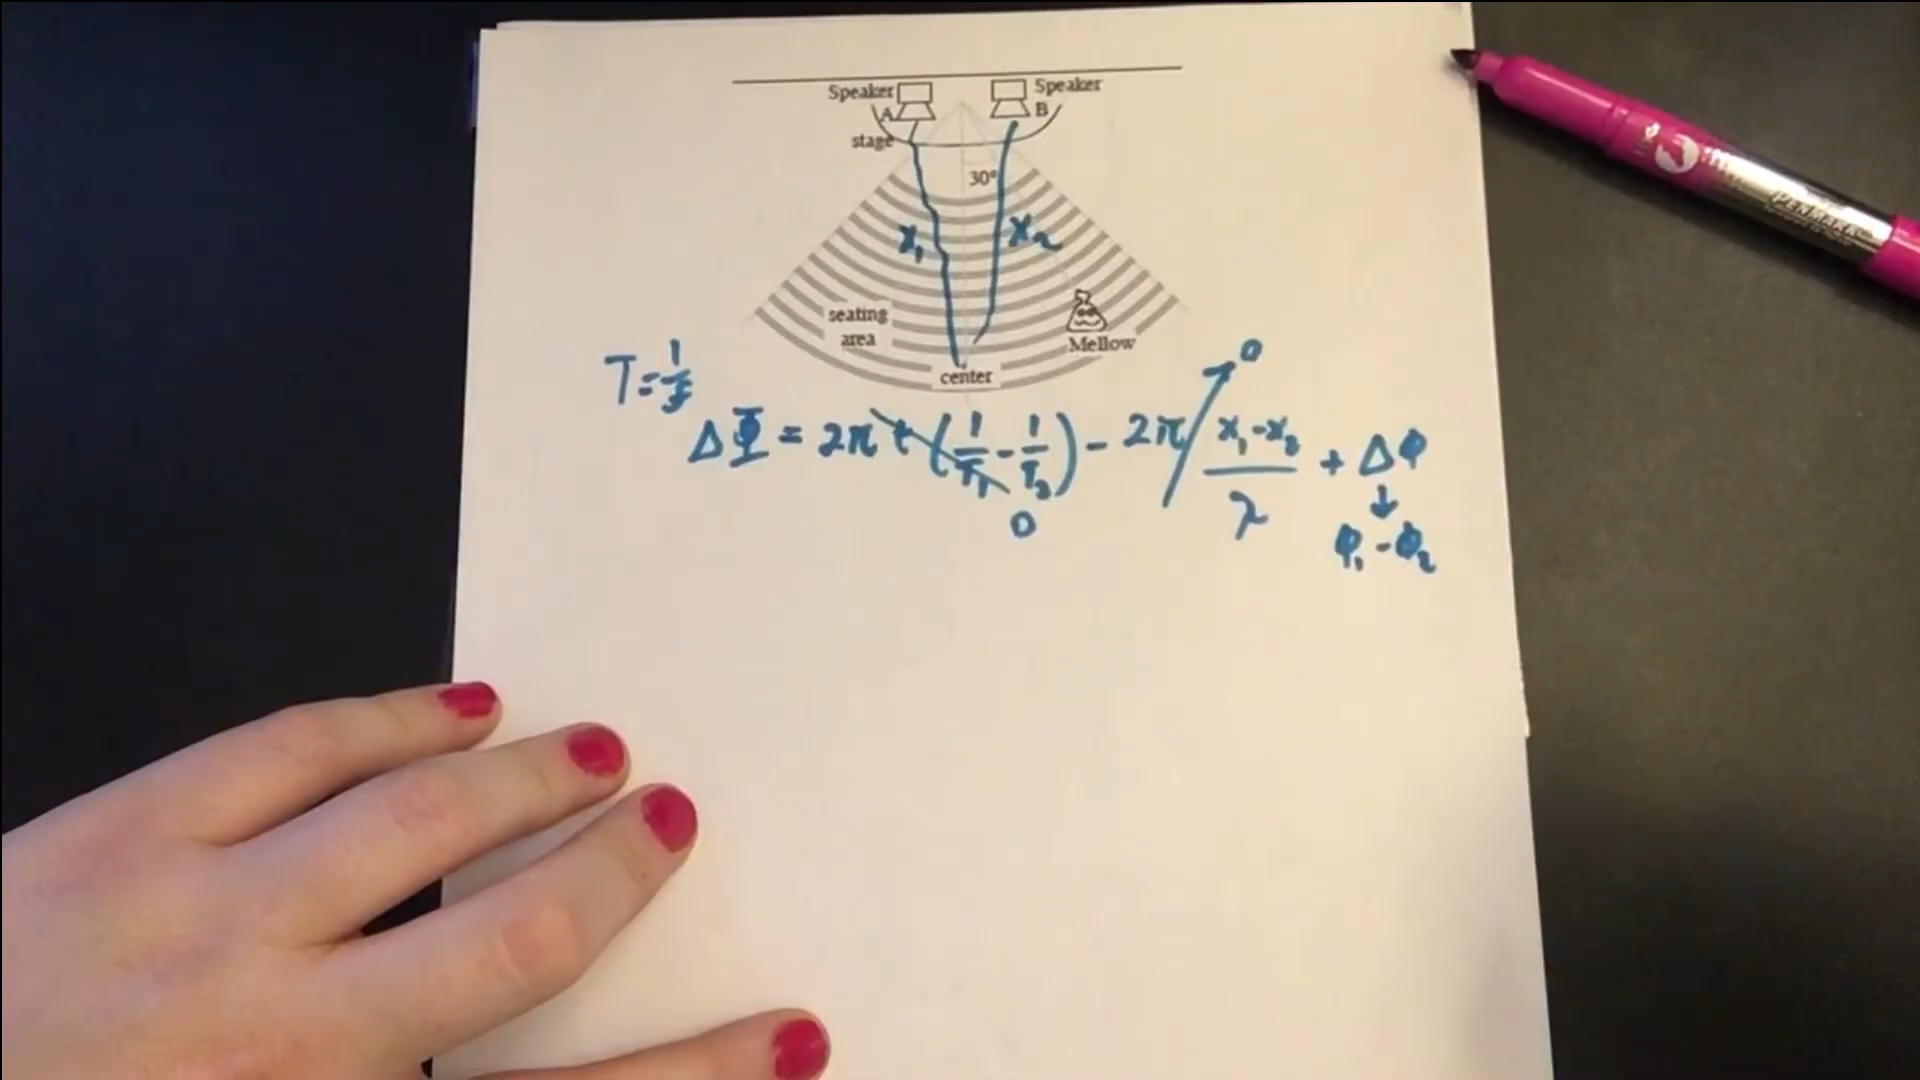 Speaker Speaker
A B
stage
30°
x₁ x₂
seating
area
Mellow
center
T = 1/f
0
ΔΦ = 2πt (1/T₁ - 1/T₂) - 2π (x₁-x₂)/λ + Δϕ
0
↓
ϕ₁ - ϕ₂
PENMARK